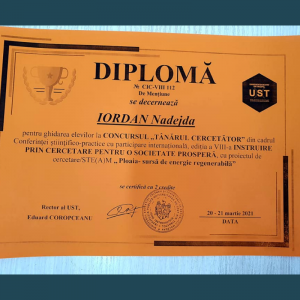 DIPLOMĂ
№ CIC-VIII 112
De Mențiune
se decernează
UST
IORDAN Nadejda
pentru ghidarea elevilor la CONCURSUL „TÂNĂRUL CERCETĂTOR” din cadrul
Conferinței științifico-practice cu participare internațională, ediția a VIII-a INSTRUIRE
PRIN CERCETARE PENTRU O SOCIETATE PROSPERĂ, cu proiectul de
cercetare/STE(A)M „Ploaia- sursă de energie regenerabilă”
se certifică cu 2 credite
Rector al UST,
Eduard COROPCEANU
20 - 21 martie 2021
DATA